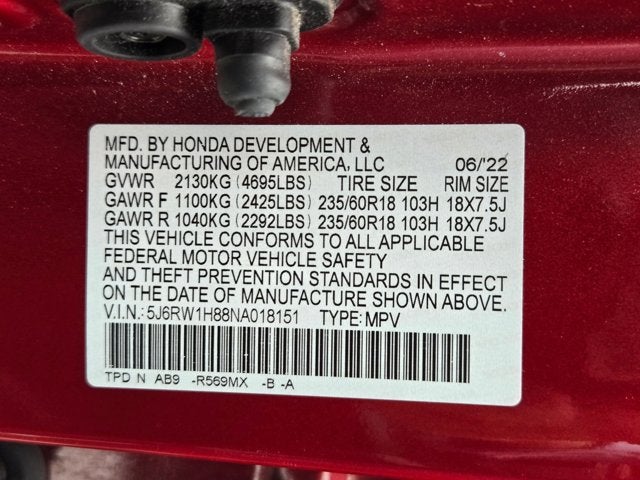 MFD. BY HONDA DEVELOPMENT &
MANUFACTURING OF AMERICA, LLC 06/'22
GVWR 2130KG (4695LBS) TIRE SIZE RIM SIZE
GAWR F 1100KG (2425LBS) 235/60R18 103H 18X7.5J
GAWR R 1040KG (2292LBS) 235/60R18 103H 18X7.5J
THIS VEHICLE CONFORMS TO ALL APPLICABLE
FEDERAL MOTOR VEHICLE SAFETY
AND THEFT PREVENTION STANDARDS IN EFFECT
ON THE DATE OF MANUFACTURE SHOWN ABOVE.
V.I.N.: 5J6RW1H88NA018151 TYPE: MPV
TPD N AB9 -R569MX -B -A